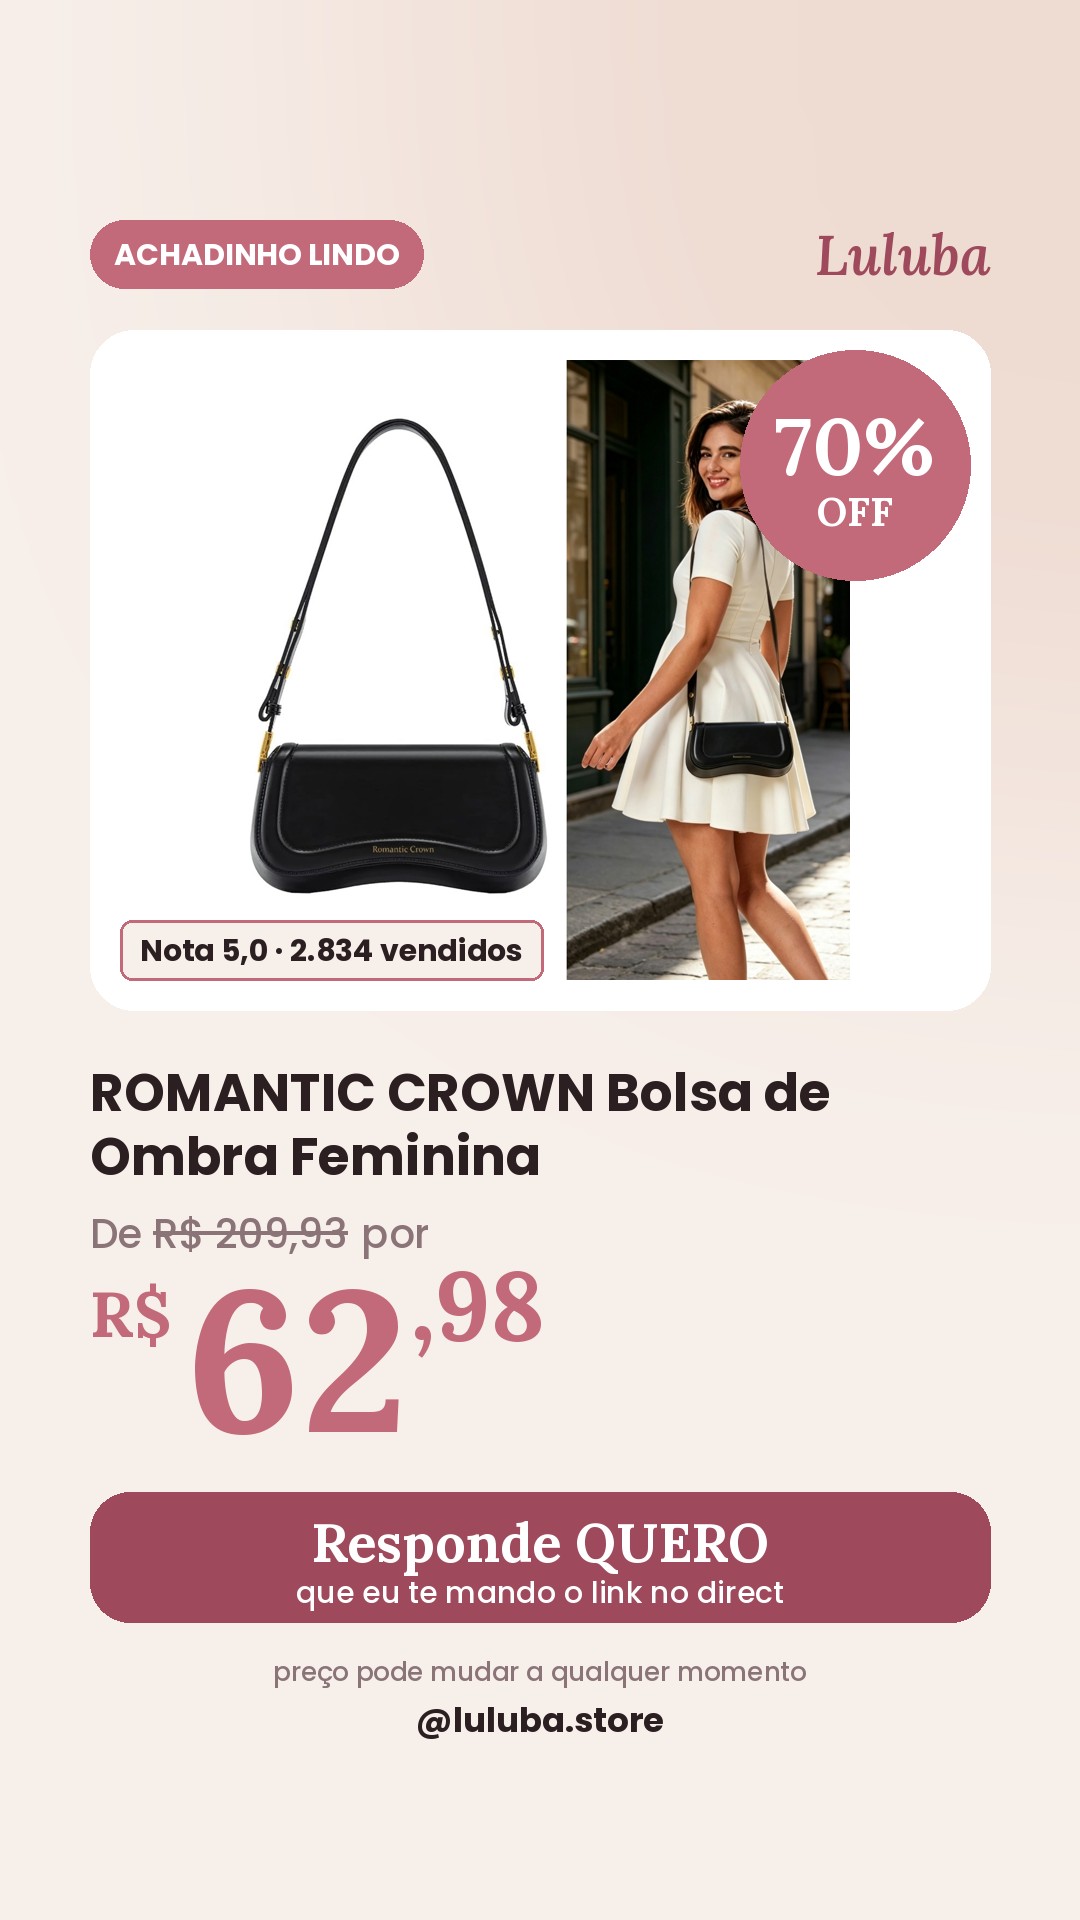 ACHADINHO LINDO
Luluba
70%
OFF
Romantic Crown
Nota 5,0 · 2.834 vendidos
ROMANTIC CROWN Bolsa de
Ombra Feminina
De R$ 209,93 por
R$ 62,98
Responde QUERO
que eu te mando o link no direct
preço pode mudar a qualquer momento
@luluba.store